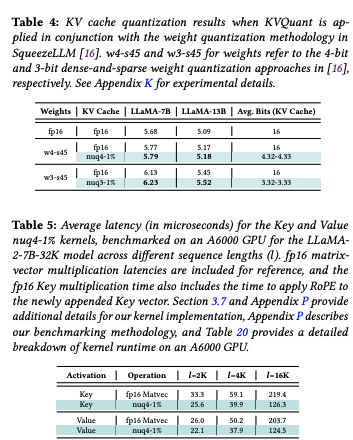 Table 4: KV cache quantization results when KVQuant is ap-
plied in conjunction with the weight quantization methodology in
SqueezeLLM [16]. w4-s45 and w3-s45 for weights refer to the 4-bit
and 3-bit dense-and-sparse weight quantization approaches in [16],
respectively. See Appendix K for experimental details.
Weights KV Cache LLaMA-7B LLaMA-13B Avg. Bits (KV Cache)
fp16 fp16 5.68 5.09 16
w4-s45 fp16 5.77 5.17 16
nuq4-1% 5.79 5.18 4.32-4.33
w3-s45 fp16 6.13 5.45 16
nuq3-1% 6.23 5.52 3.32-3.33
Table 5: Average latency (in microseconds) for the Key and Value
nuq4-1% kernels, benchmarked on an A6000 GPU for the LLaMA-
2-7B-32K model across different sequence lengths (l). fp16 matrix-
vector multiplication latencies are included for reference, and the
fp16 Key multiplication time also includes the time to apply RoPE to
the newly appended Key vector. Section 3.7 and Appendix P provide
additional details for our kernel implementation, Appendix P describes
our benchmarking methodology, and Table 20 provides a detailed
breakdown of kernel runtime on an A6000 GPU.
Activation Operation l=2K l=4K l=16K
Key fp16 Matvec 33.3 59.1 219.4
Key nuq4-1% 25.6 39.9 126.3
Value fp16 Matvec 26.0 50.2 203.7
Value nuq4-1% 22.1 37.9 124.5